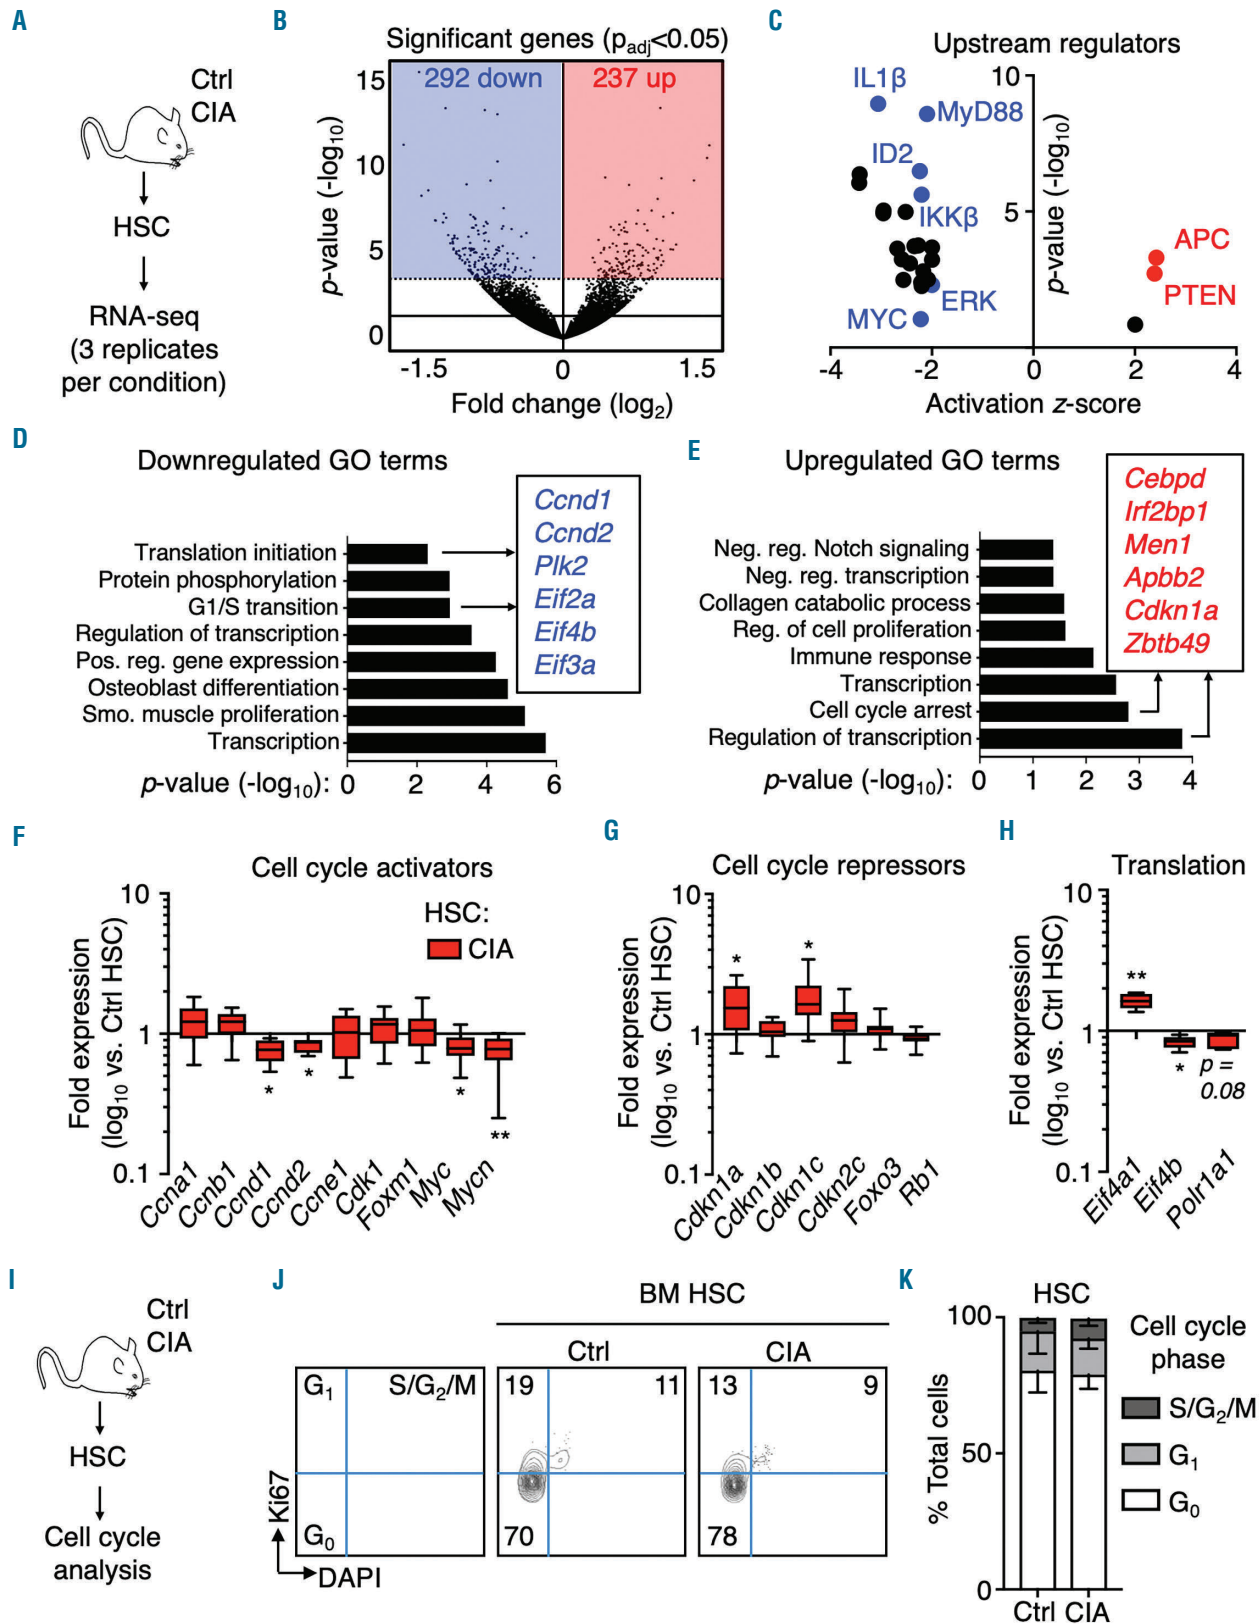 A
Ctrl
CIA
HSC
RNA-seq
(3 replicates
per condition)
B
Significant genes (padj<0.05)
292 down
237 up
15
10
5
0
p-value (-log10)
-1.5
0
1.5
Fold change (log2)
C
Upstream regulators
10
5
p-value (-log10)
IL1β
MyD88
ID2
IKKβ
ERK
MYC
APC
PTEN
-4
-2
0
2
4
Activation z-score
D
Downregulated GO terms
Translation initiation
Protein phosphorylation
G1/S transition
Regulation of transcription
Pos. reg. gene expression
Osteoblast differentiation
Smo. muscle proliferation
Transcription
p-value (-log10):
0
2
4
6
Ccnd1
Ccnd2
Plk2
Eif2a
Eif4b
Eif3a
E
Upregulated GO terms
Neg. reg. Notch signaling
Neg. reg. transcription
Collagen catabolic process
Reg. of cell proliferation
Immune response
Transcription
Cell cycle arrest
Regulation of transcription
p-value (-log10):
0
1
2
3
4
Cebpd
Irf2bp1
Men1
Apbb2
Cdkn1a
Zbtb49
F
Cell cycle activators
HSC:
CIA
Fold expression
(log10 vs. Ctrl HSC)
10
1
0.1
*
*
*
**
Ccna1
Ccnb1
Ccnd1
Ccnd2
Ccne1
Cdk1
Foxm1
Myc
Mycn
G
Cell cycle repressors
Fold expression
(log10 vs. Ctrl HSC)
10
1
0.1
*
*
Cdkn1a
Cdkn1b
Cdkn1c
Cdkn2c
Foxo3
Rb1
H
Translation
Fold expression
(log10 vs. Ctrl HSC)
10
1
0.1
**
*
p =
0.08
Eif4a1
Eif4b
Polr1a1
I
Ctrl
CIA
HSC
Cell cycle
analysis
J
BM HSC
Ctrl
CIA
G1
S/G2/M
G0
19
11
70
13
9
78
Ki67
DAPI
K
HSC
100
50
0
% Total cells
Ctrl
CIA
Cell cycle
phase
S/G2/M
G1
G0